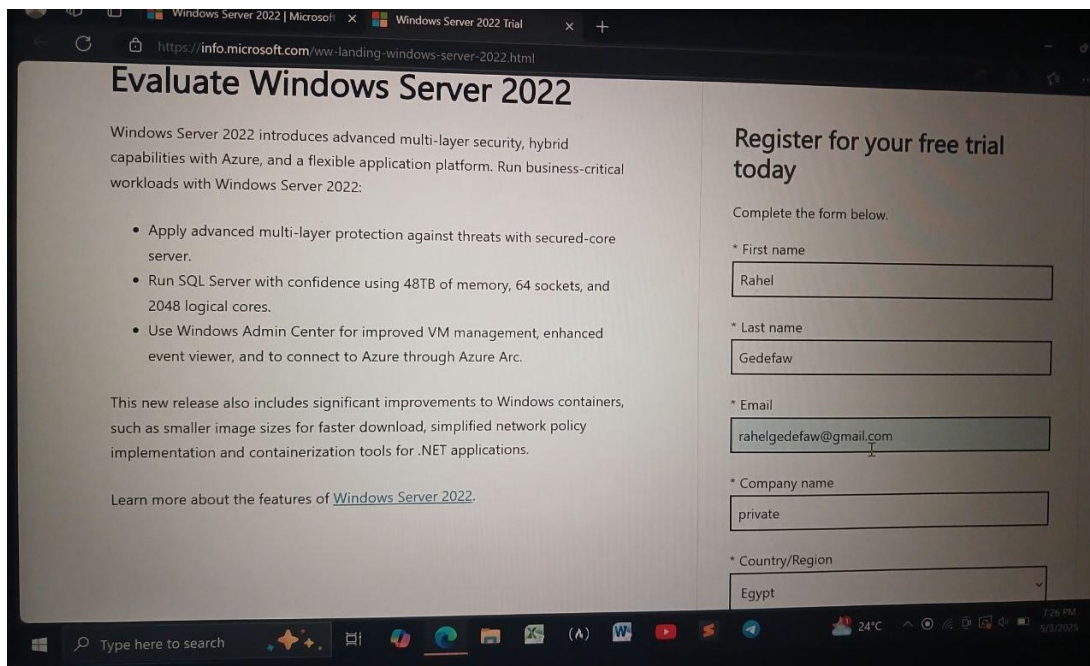 Windows Server 2022 | Microsoft
Windows Server 2022 Trial
https://info.microsoft.com/ww-landing-windows-server-2022.html
Evaluate Windows Server 2022
Windows Server 2022 introduces advanced multi-layer security, hybrid
capabilities with Azure, and a flexible application platform. Run business-critical
workloads with Windows Server 2022:
• Apply advanced multi-layer protection against threats with secured-core
server.
• Run SQL Server with confidence using 48TB of memory, 64 sockets, and
2048 logical cores.
• Use Windows Admin Center for improved VM management, enhanced
event viewer, and to connect to Azure through Azure Arc.
This new release also includes significant improvements to Windows containers,
such as smaller image sizes for faster download, simplified network policy
implementation and containerization tools for .NET applications.
Learn more about the features of Windows Server 2022.
Register for your free trial
today
Complete the form below.
* First name
Rahel
* Last name
Gedefaw
* Email
rahelgedefaw@gmail.com
* Company name
private
* Country/Region
Egypt
Type here to search
24°C
7:26 PM
5/3/2025